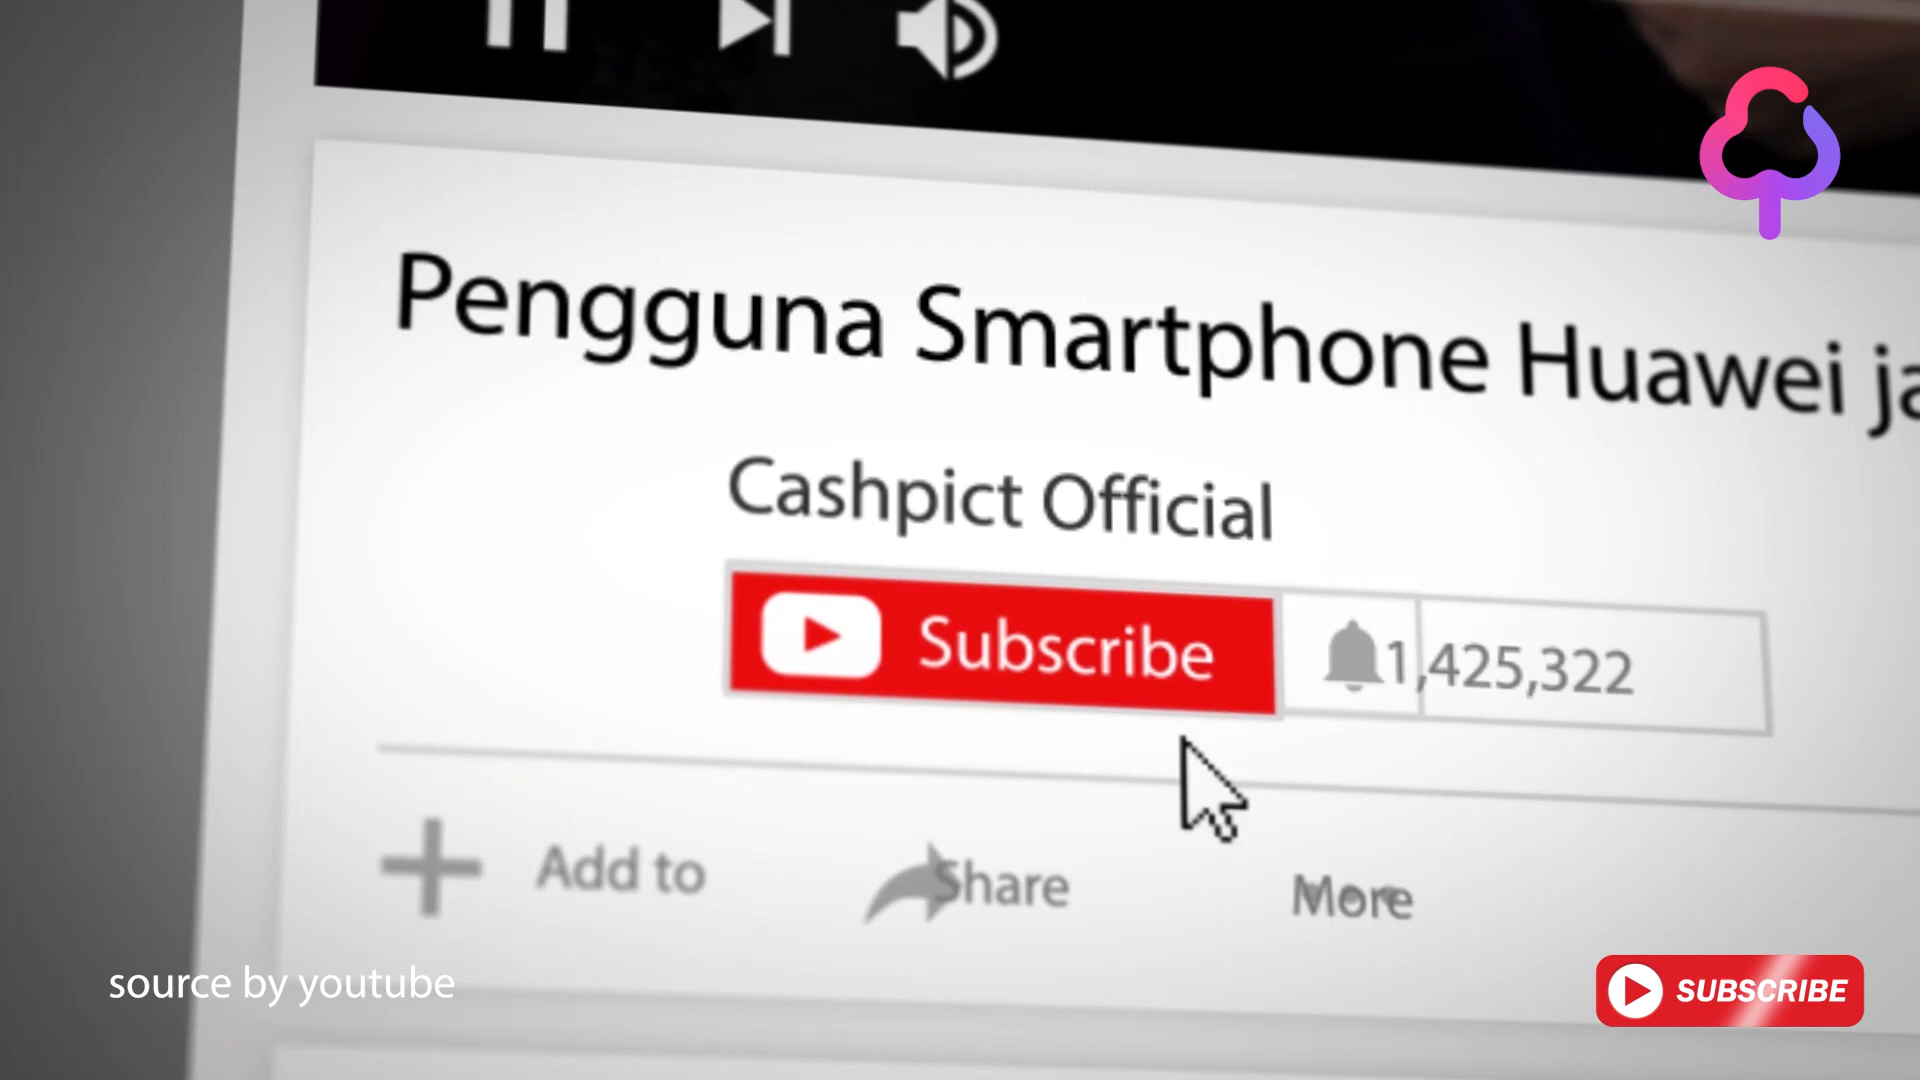 Pengguna Smartphone Huawei
Cashpict Official
Subscribe
1,425,322
Add to
Share
More
source by youtube
SUBSCRIBE